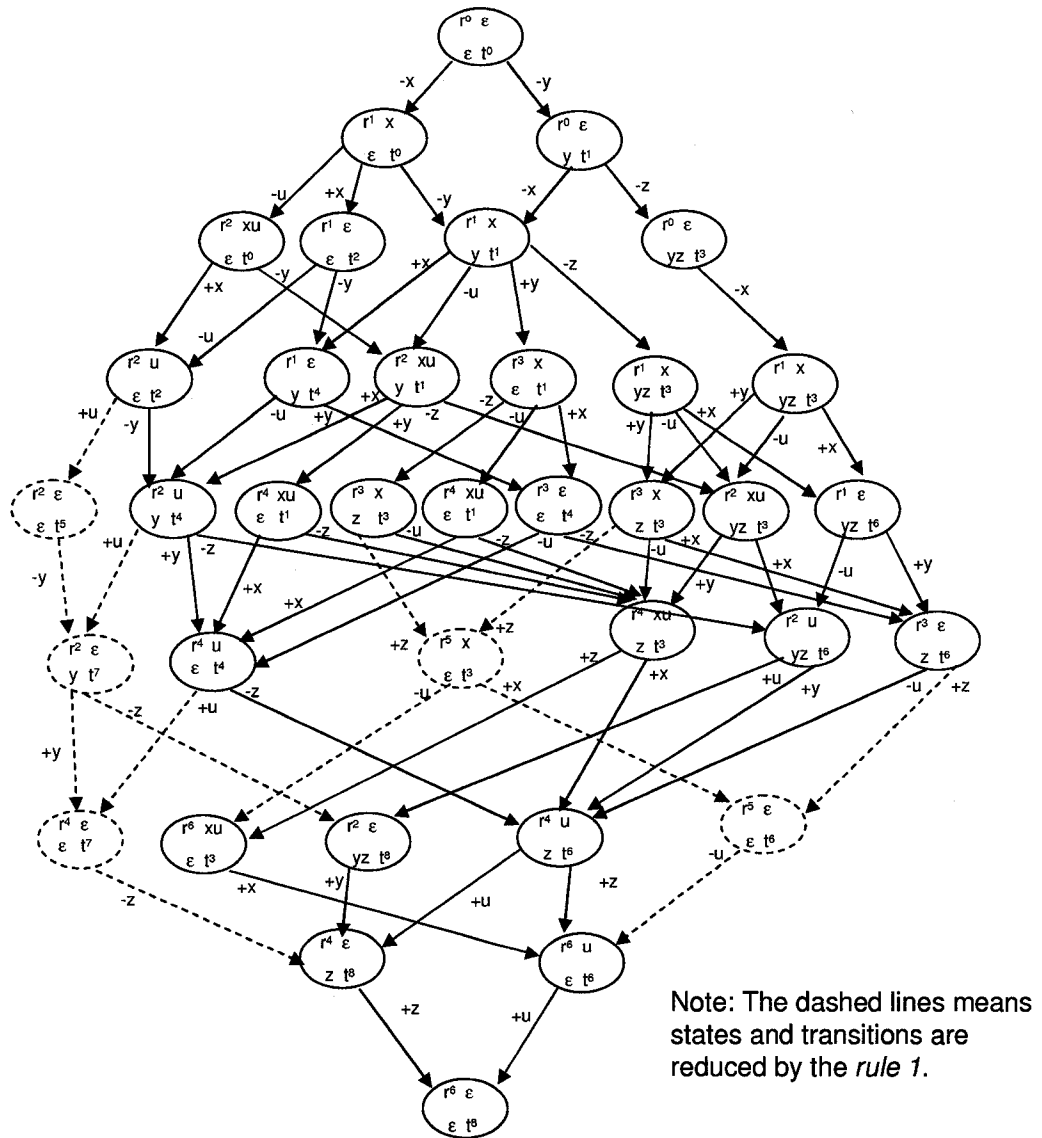 r⁰ ε
ε t⁰
-x
-y
r¹ x
ε t⁰
r⁰ ε
y t¹
-u
+x
-y
-x
-z
r² xu
ε t⁰
r¹ ε
ε t²
r¹ x
y t¹
r⁰ ε
yz t³
+x
-y
-u
-y
+x
-u
+y
-z
-x
r² u
ε t²
r¹ ε
y t⁴
r² xu
y t¹
r³ x
ε t¹
r¹ x
yz t³
r¹ x
yz t³
+u
-y
-u
+y
+x
+y
-z
-z
-u
+x
+y
-u
+x
+y
-u
+x
r² ε
ε t⁵
r² u
y t⁴
r⁴ xu
ε t¹
r³ x
z t³
r⁴ xu
ε t¹
r³ ε
ε t⁴
r³ x
z t³
r² xu
yz t³
r¹ ε
yz t⁶
-y
+u
+y
-z
+x
-z
+x
-u
-z
-u
-z
-u
+x
+y
+x
-u
+y
+z
+z
r² ε
y t⁷
r⁴ u
ε t⁴
r⁵ x
ε t³
r⁴ xu
z t³
r² u
yz t⁶
r³ ε
z t⁶
+y
-z
+u
-z
-u
+x
+z
+x
+u
+y
-u
+z
r⁴ ε
ε t⁷
r⁶ xu
ε t³
r² ε
yz t⁸
r⁴ u
z t⁶
r⁵ ε
ε t⁶
-z
+x
+y
+u
+z
-u
r⁴ ε
z t⁸
r⁶ u
ε t⁶
+z
+u
r⁶ ε
ε t⁸
Note: The dashed lines means
states and transitions are
reduced by the rule 1.